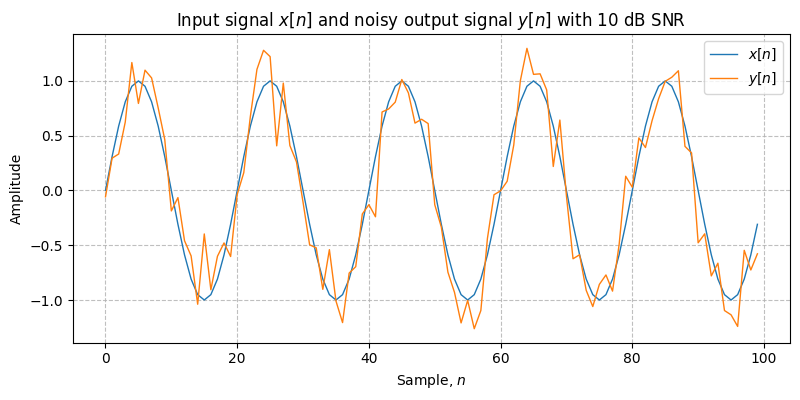 Input signal x[n] and noisy output signal y[n] with 10 dB SNR
x[n]
y[n]
Amplitude
1.0
0.5
0.0
−0.5
−1.0
0 20 40 60 80 100
Sample, n